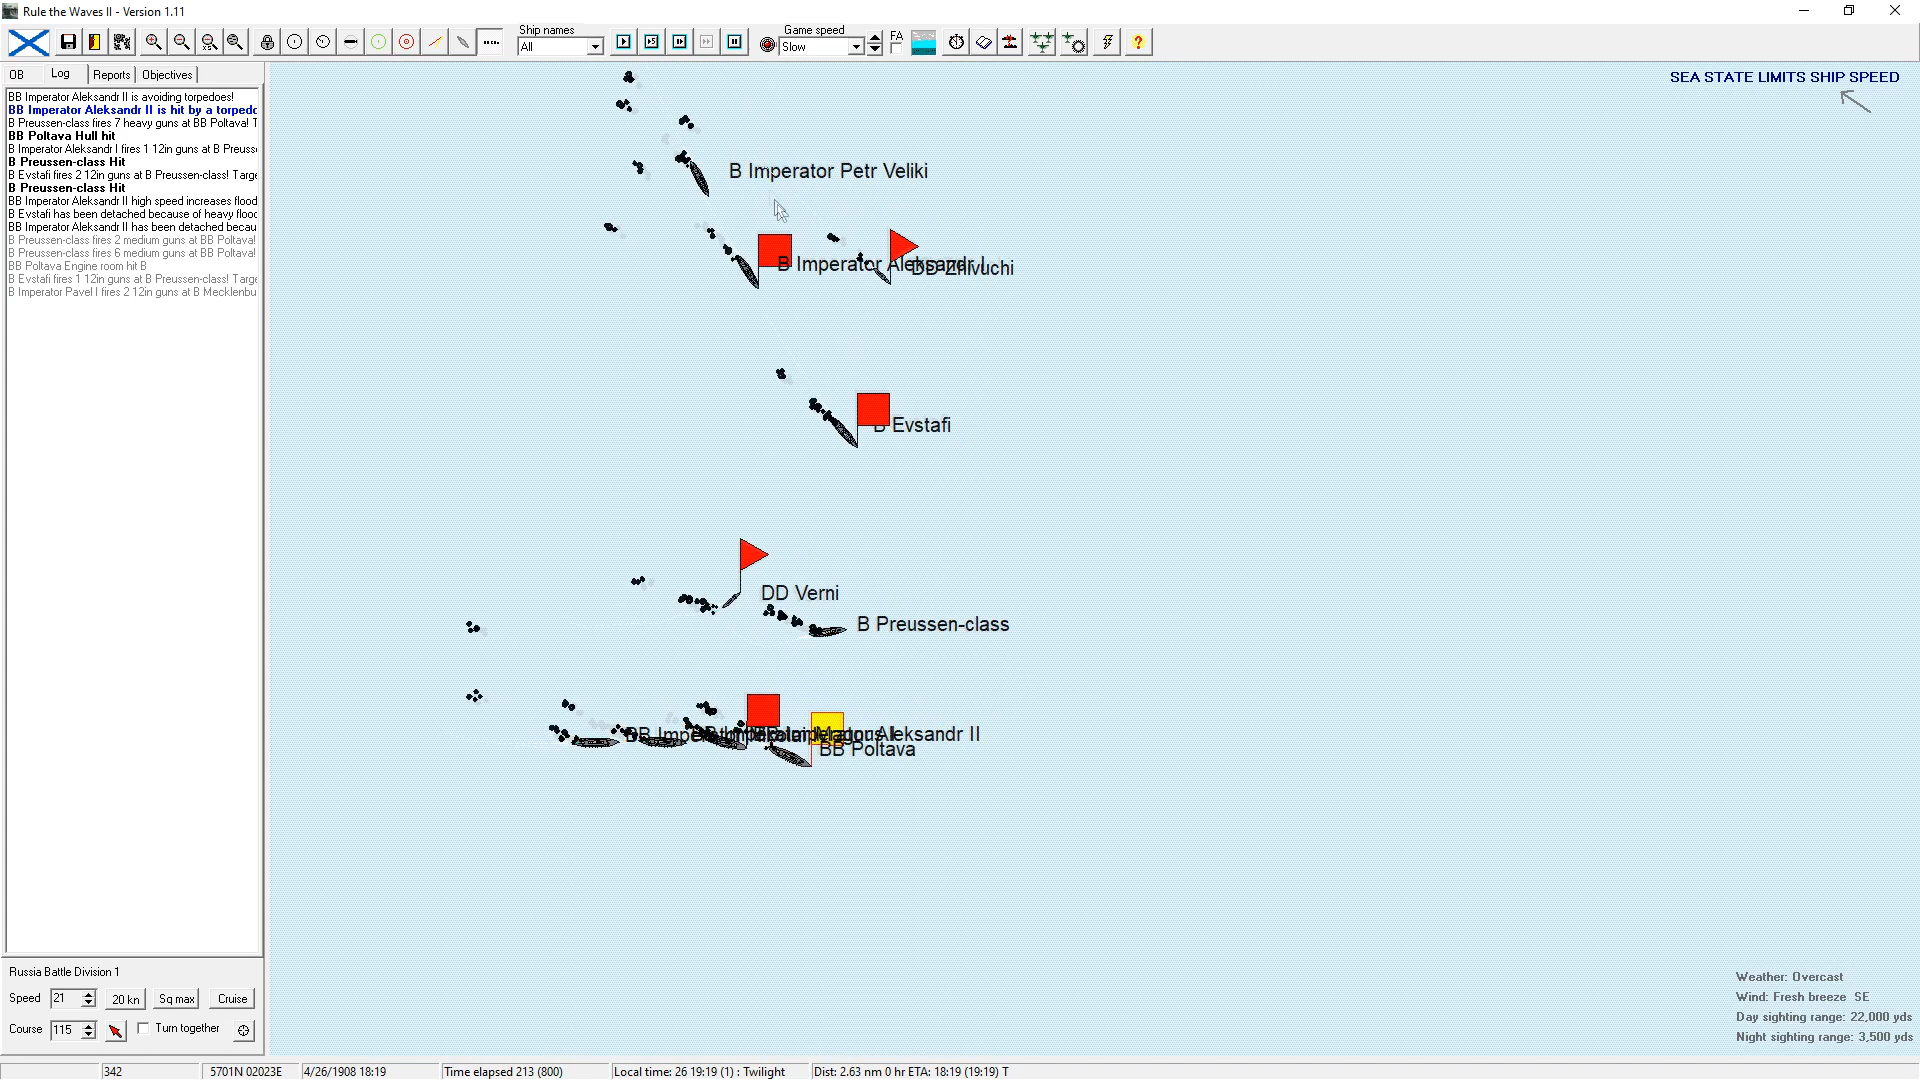 Rule the Waves II - Version 1.11
Ship names
All
Game speed
Slow
FA
OB
Log
Reports
Objectives
BB Imperator Aleksandr II is avoiding torpedoes!
BB Imperator Aleksandr II is hit by a torpedo
B Preussen-class fires 7 heavy guns at BB Poltava! T
BB Poltava Hull hit
B Imperator Aleksandr I fires 1 12in guns at B Preuss
B Preussen-class Hit
B Evstafi fires 2 12in guns at B Preussen-class! Targe
B Preussen-class Hit
BB Imperator Aleksandr II high speed increases flood
B Evstafi has been detached because of heavy flooc
BB Imperator Aleksandr II has been detached becau
B Preussen-class fires 2 medium guns at BB Poltava!
B Preussen-class fires 6 medium guns at BB Poltava!
BB Poltava Engine room hit B
B Evstafi fires 1 12in guns at B Preussen-class! Targe
B Imperator Pavel I fires 2 12in guns at B Mecklenbu
SEA STATE LIMITS SHIP SPEED
B Imperator Petr Veliki
B Imperator Aleksandr I
DD Zhivuchi
B Evstafi
DD Verni
B Preussen-class
Aleksandr II
BB Poltava
Russia Battle Division 1
Speed 21 20 kn Sq max Cruise
Course 115 Turn together
Weather: Overcast
Wind: Fresh breeze SE
Day sighting range: 22,000 yds
Night sighting range: 3,500 yds
342
5701N 02023E
4/26/1908 18:19
Time elapsed 213 (800)
Local time: 26 19:19 (1) : Twilight
Dist: 2.63 nm 0 hr ETA: 18:19 (19:19) T